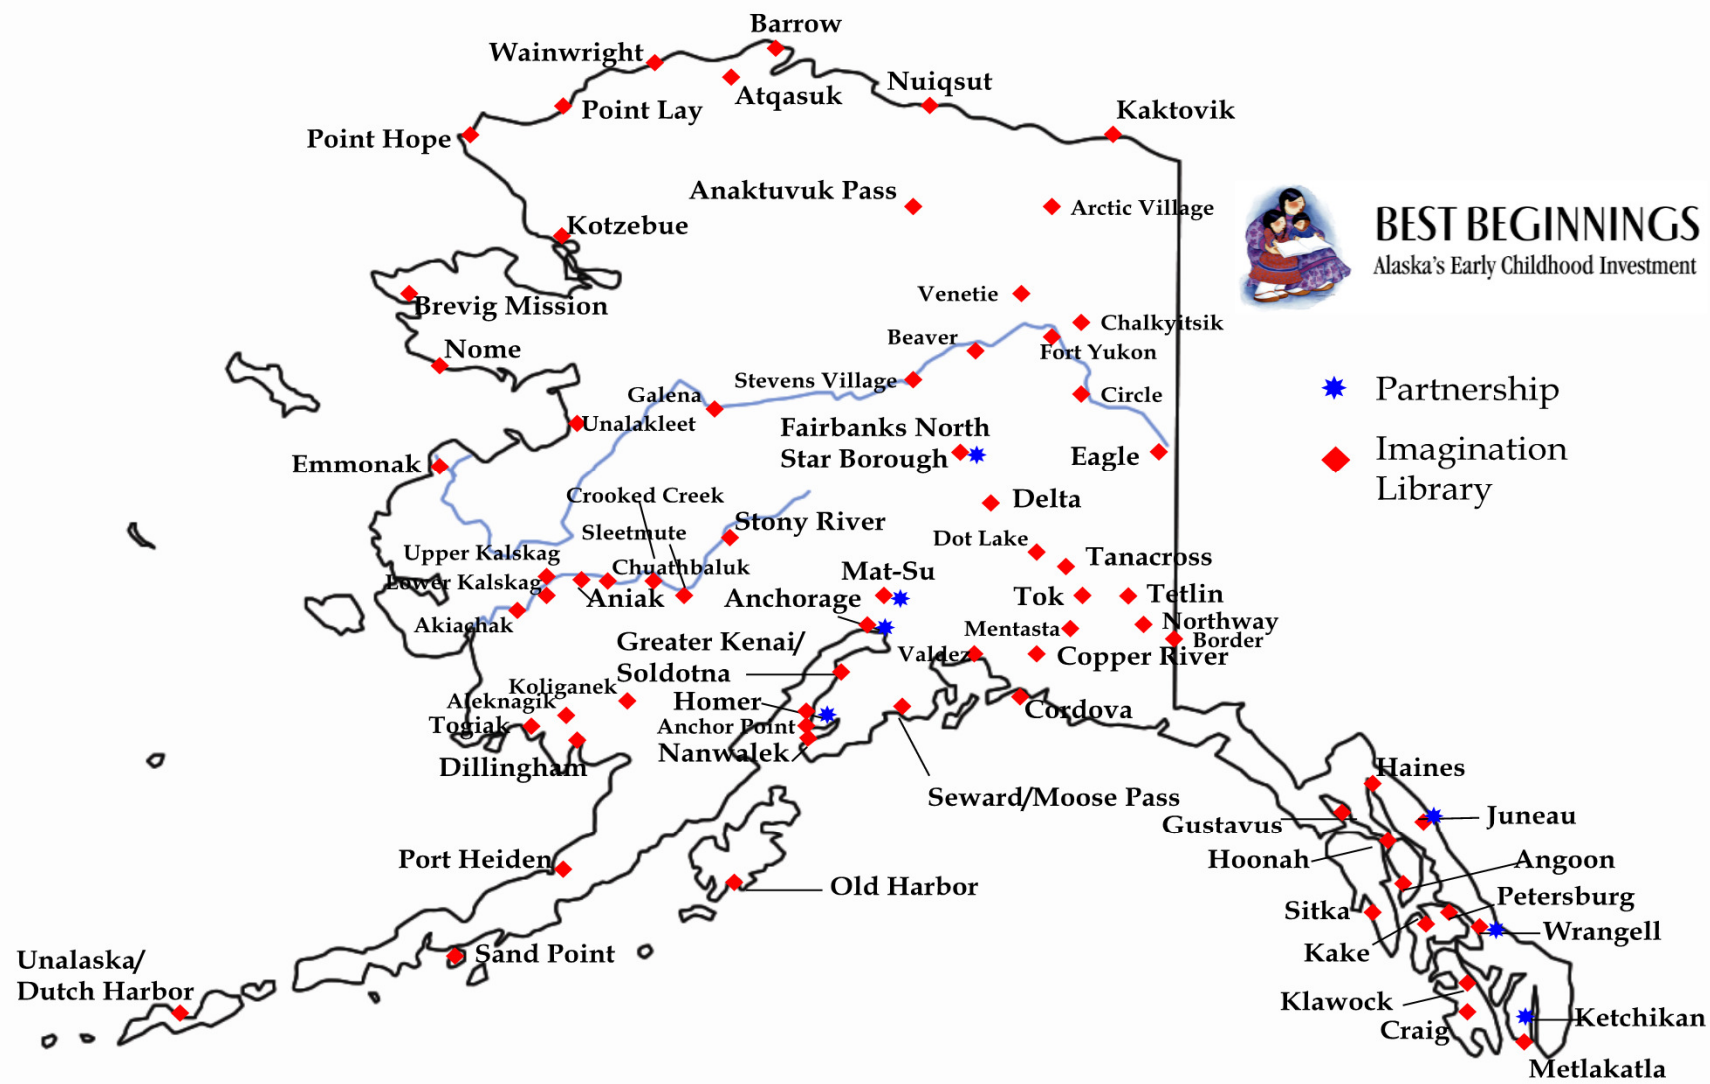 Barrow
Wainwright
Nuiqsut
Atqasuk
Point Lay
Kaktovik
Point Hope
Anaktuvuk Pass
Arctic Village
Kotzebue
BEST BEGINNINGS
Alaska's Early Childhood Investment
Venetie
Brevig Mission
Chalkyitsik
Beaver
Nome
Fort Yukon
Stevens Village
Partnership
Galena
Circle
Unalakleet
Fairbanks North
Star Borough
Imagination
Library
Eagle
Emmonak
Crooked Creek
Delta
Stony River
Sleetmute
Dot Lake
Upper Kalskag
Tanacross
Chuathbaluk
Mat-Su
Lower Kalskag
Aniak
Anchorage
Tok
Tetlin
Akiachak
Northway
Mentasta
Border
Greater Kenai/
Soldotna
Valdez
Copper River
Koliganek
Aleknagik
Homer
Cordova
Togiak
Anchor Point
Nanwalek
Dillingham
Haines
Seward/Moose Pass
Juneau
Gustavus
Port Heiden
Hoonah
Angoon
Old Harbor
Petersburg
Sitka
Wrangell
Kake
Sand Point
Unalaska/
Dutch Harbor
Klawock
Ketchikan
Craig
Metlakatla